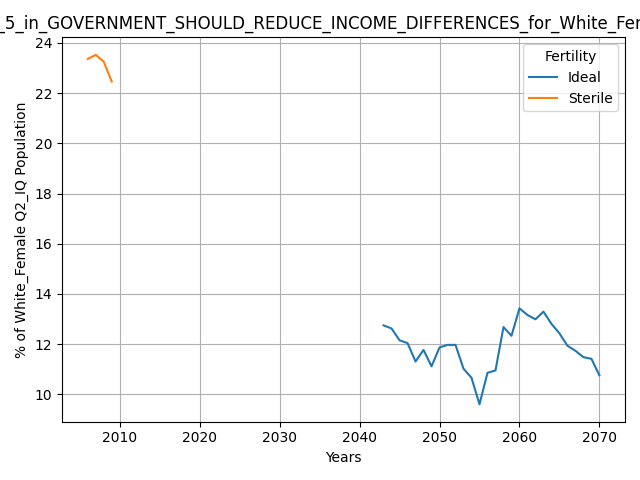 _5_in_GOVERNMENT_SHOULD_REDUCE_INCOME_DIFFERENCES_for_White_Fer
Fertility
Ideal
Sterile
% of White_Female Q2_IQ Population
24
22
20
18
16
14
12
10
2010 2020 2030 2040 2050 2060 2070
Years